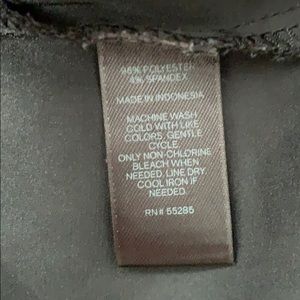 96% POLYESTER
4% SPANDEX
MADE IN INDONESIA
MACHINE WASH
COLD WITH LIKE
COLORS, GENTLE
CYCLE.
ONLY NON-CHLORINE
BLEACH WHEN
NEEDED. LINE DRY.
COOL IRON IF
NEEDED.
RN# 55285